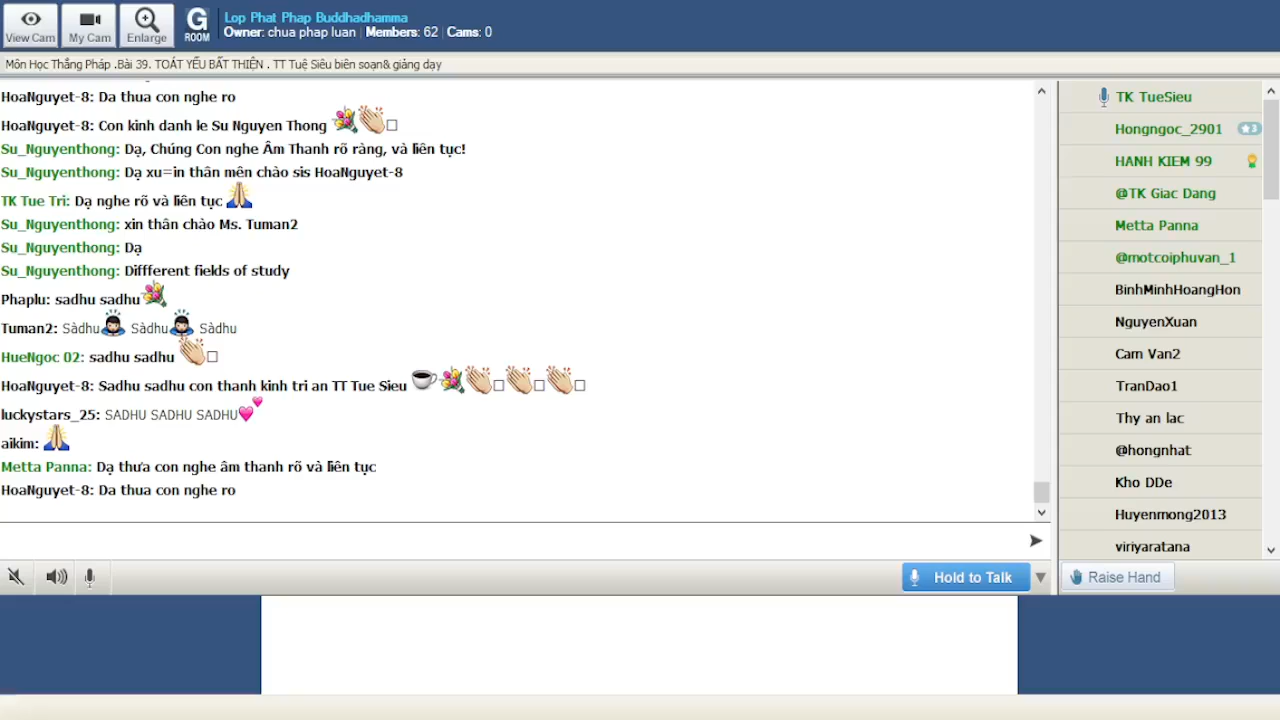 View Cam
My Cam
Enlarge
G
ROOM
Lop Phat Phap Buddhadhamma
Owner: chua phap luan | Members: 62 | Cams: 0
Môn Học Thắng Pháp .Bài 39. TOÁT YẾU BẤT THIỆN . TT Tuệ Siêu biên soạn& giảng dạy
HoaNguyet-8: Da thua con nghe ro
HoaNguyet-8: Con kinh danh le Su Nguyen Thong
Su_Nguyenthong: Dạ, Chúng Con nghe Âm Thanh rõ ràng, và liên tục!
Su_Nguyenthong: Dạ xu=in thân mên chào sis HoaNguyet-8
TK Tue Tri: Dạ nghe rõ và liên tục
Su_Nguyenthong: xin thân chào Ms. Tuman2
Su_Nguyenthong: Dạ
Su_Nguyenthong: Diffferent fields of study
Phaplu: sadhu sadhu
Tuman2: Sàdhu Sàdhu Sàdhu
HueNgoc 02: sadhu sadhu
HoaNguyet-8: Sadhu sadhu con thanh kinh tri an TT Tue Sieu
luckystars_25: SADHU SADHU SADHU
aikim:
Metta Panna: Dạ thưa con nghe âm thanh rõ và liên tục
HoaNguyet-8: Da thua con nghe ro
Hold to Talk
TK TueSieu
Hongngoc_2901
3
HANH KIEM 99
@TK Giac Dang
Metta Panna
@motcoiphuvan_1
BinhMinhHoangHon
NguyenXuan
Cam Van2
TranDao1
Thy an lac
@hongnhat
Kho DDe
Huyenmong2013
viriyaratana
Raise Hand